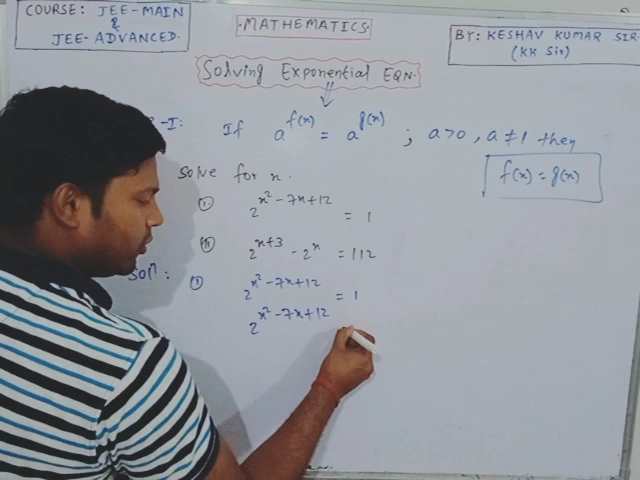 COURSE: JEE-MAIN
&
JEE-ADVANCED.
MATHEMATICS
BY: KESHAV KUMAR SIR
(KK Sir)
Solving Exponential EQN.
-I: If a^f(x) = a^g(x) ; a>0, a≠1 then
f(x) = g(x)
Solve for x.
(i) 2^x²-7x+12 = 1
(ii) 2^x+3 - 2^x = 112
Solⁿ: (i) 2^x²-7x+12 = 1
2^x²-7x+12